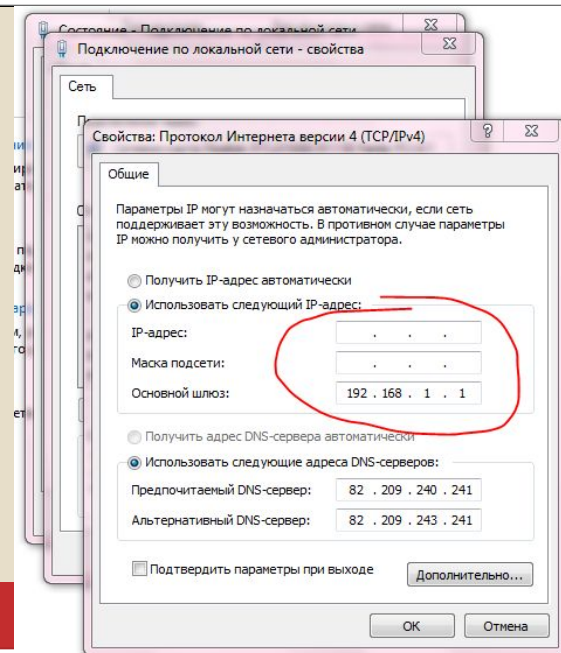 Состояние - Подключение по локальной сети
Подключение по локальной сети - свойства
Сеть
Свойства: Протокол Интернета версии 4 (TCP/IPv4)
Общие
Параметры IP могут назначаться автоматически, если сеть
поддерживает эту возможность. В противном случае параметры
IP можно получить у сетевого администратора.
Получить IP-адрес автоматически
Использовать следующий IP-адрес:
IP-адрес: . . .
Маска подсети: . . .
Основной шлюз: 192 . 168 . 1 . 1
Получить адрес DNS-сервера автоматически
Использовать следующие адреса DNS-серверов:
Предпочитаемый DNS-сервер: 82 . 209 . 240 . 241
Альтернативный DNS-сервер: 82 . 209 . 243 . 241
Подтвердить параметры при выходе
Дополнительно...
ОК Отмена